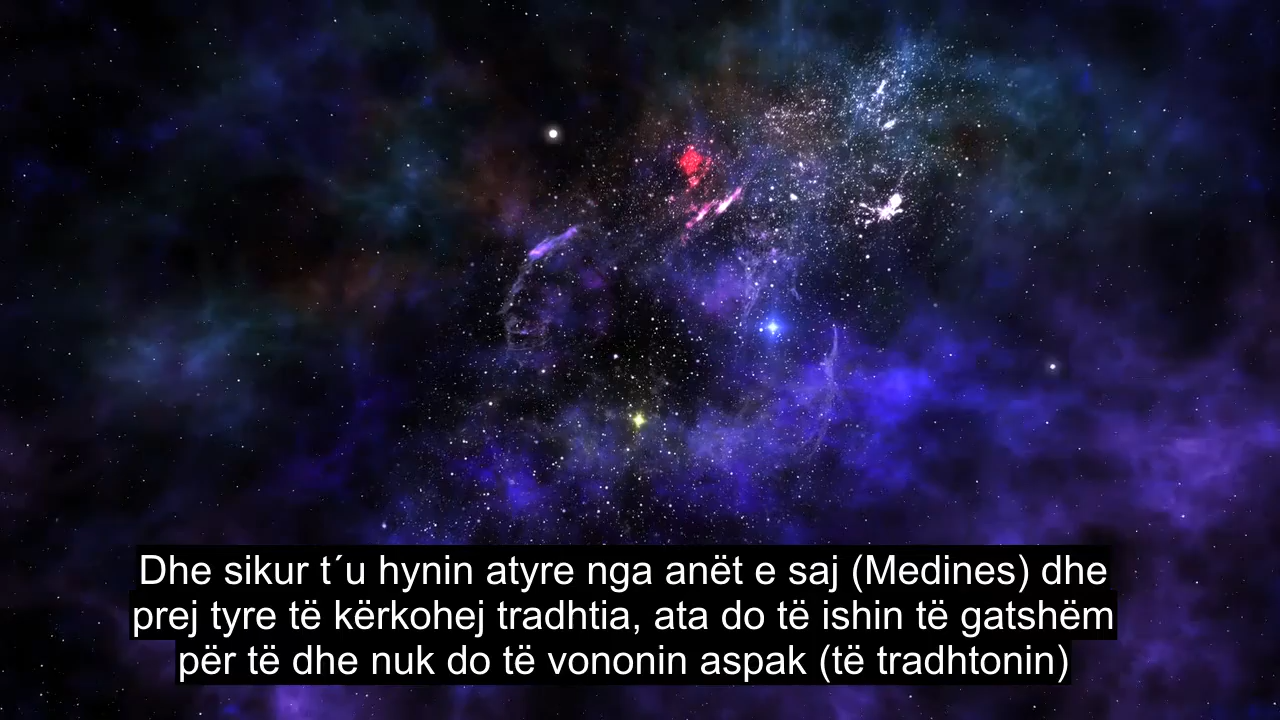 Dhe sikur t´u hynin atyre nga anët e saj (Medines) dhe
prej tyre të kërkohej tradhtia, ata do të ishin të gatshëm
për të dhe nuk do të vononin aspak (të tradhtonin)